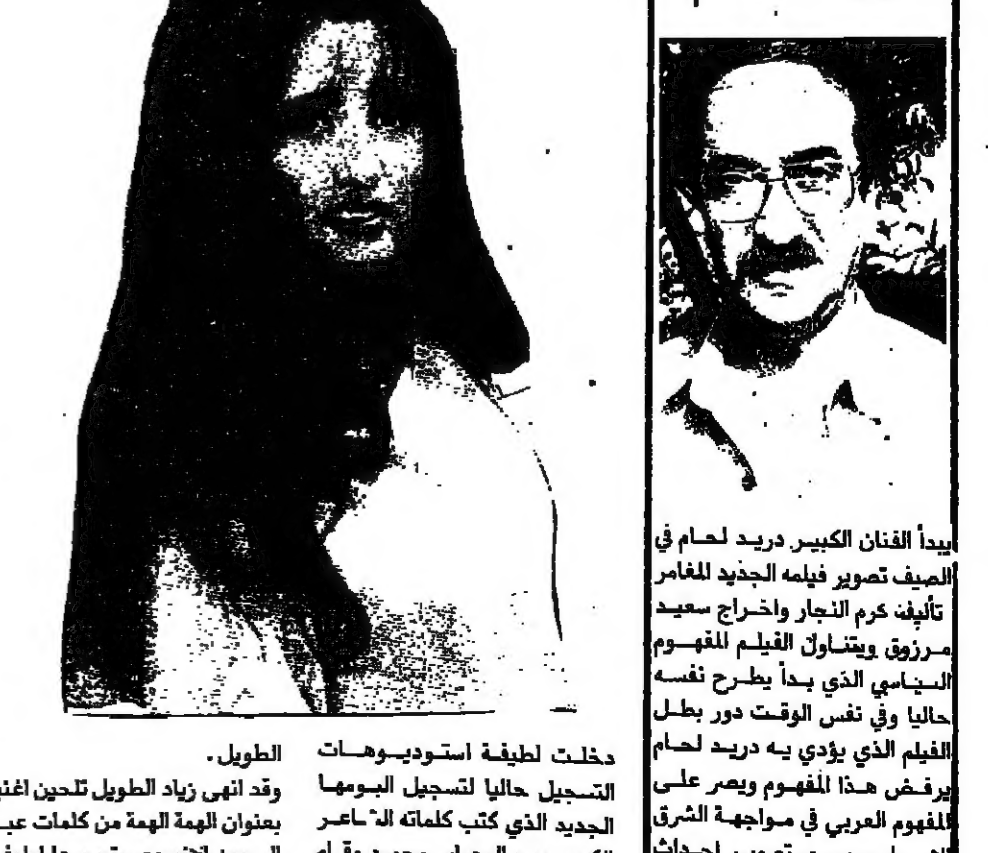 يبدأ الفنان الكبير دريد لحام في
الصيف تصوير فيلمه الجديد المغامر
تأليف كرم النجار واخراج سعيد
مرزوق ويتناول الفيلم المفهوم
السياسي الذي بدأ يطرح نفسه
حاليا وفي نفس الوقت دور بطل
الفيلم الذي يؤدي به دريد لحام
يرفض هذا المفهوم ويصر على
المفهوم العربي في مواجهة الشرق
تصوير احداث
دخلت لطيفة استوديوهات
التسجيل حاليا لتسجيل البومها
الجديد الذي كتب كلماته الشاعر
الطويل .
وقد انهى زياد الطويل تلحين
بعنوان الهمة الهمة من كلمات